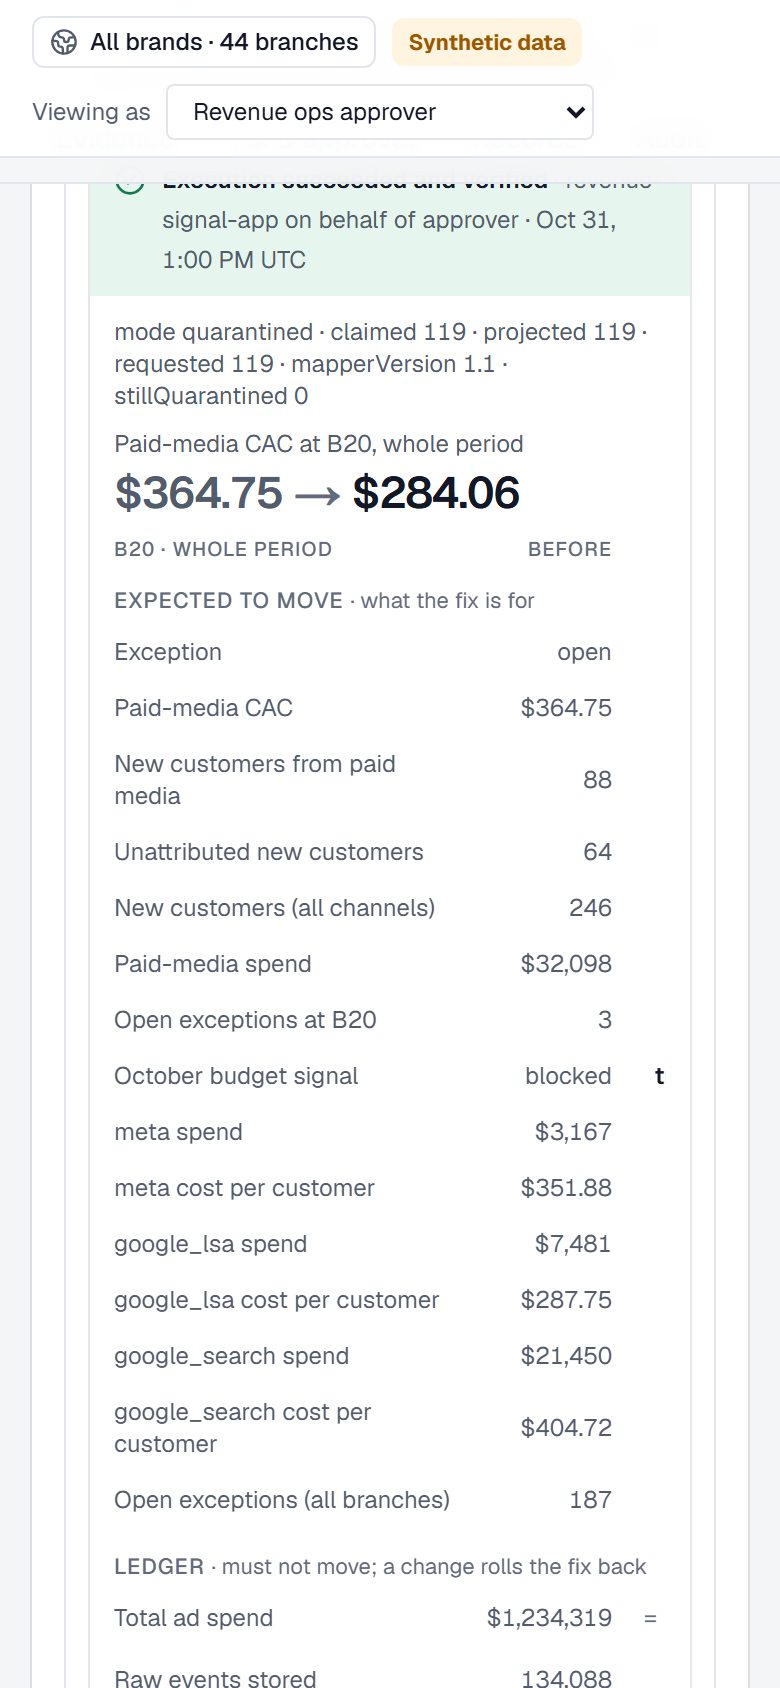 All brands · 44 branches
Synthetic data
Viewing as
Revenue ops approver
Execution succeeded and verified · revenue-
signal-app on behalf of approver · Oct 31,
1:00 PM UTC
mode quarantined · claimed 119 · projected 119 ·
requested 119 · mapperVersion 1.1 ·
stillQuarantined 0
Paid-media CAC at B20, whole period
$364.75 → $284.06
B20 · WHOLE PERIOD BEFORE
EXPECTED TO MOVE · what the fix is for
Exception open
Paid-media CAC $364.75
New customers from paid
media 88
Unattributed new customers 64
New customers (all channels) 246
Paid-media spend $32,098
Open exceptions at B20 3
October budget signal blocked t
meta spend $3,167
meta cost per customer $351.88
google_lsa spend $7,481
google_lsa cost per customer $287.75
google_search spend $21,450
google_search cost per
customer $404.72
Open exceptions (all branches) 187
LEDGER · must not move; a change rolls the fix back
Total ad spend $1,234,319 =
Raw events stored 134,088